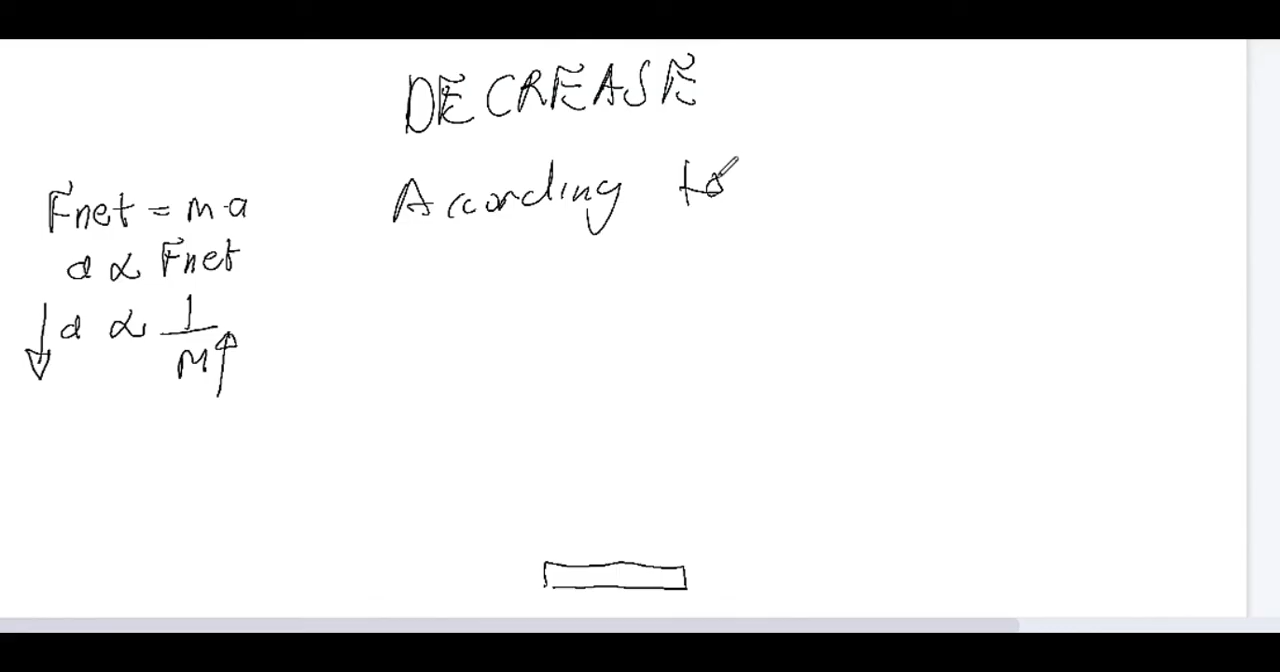 DECREASE
According to
Fnet = m·a
a ∝ Fnet
↓ a ∝ 1/M ↑